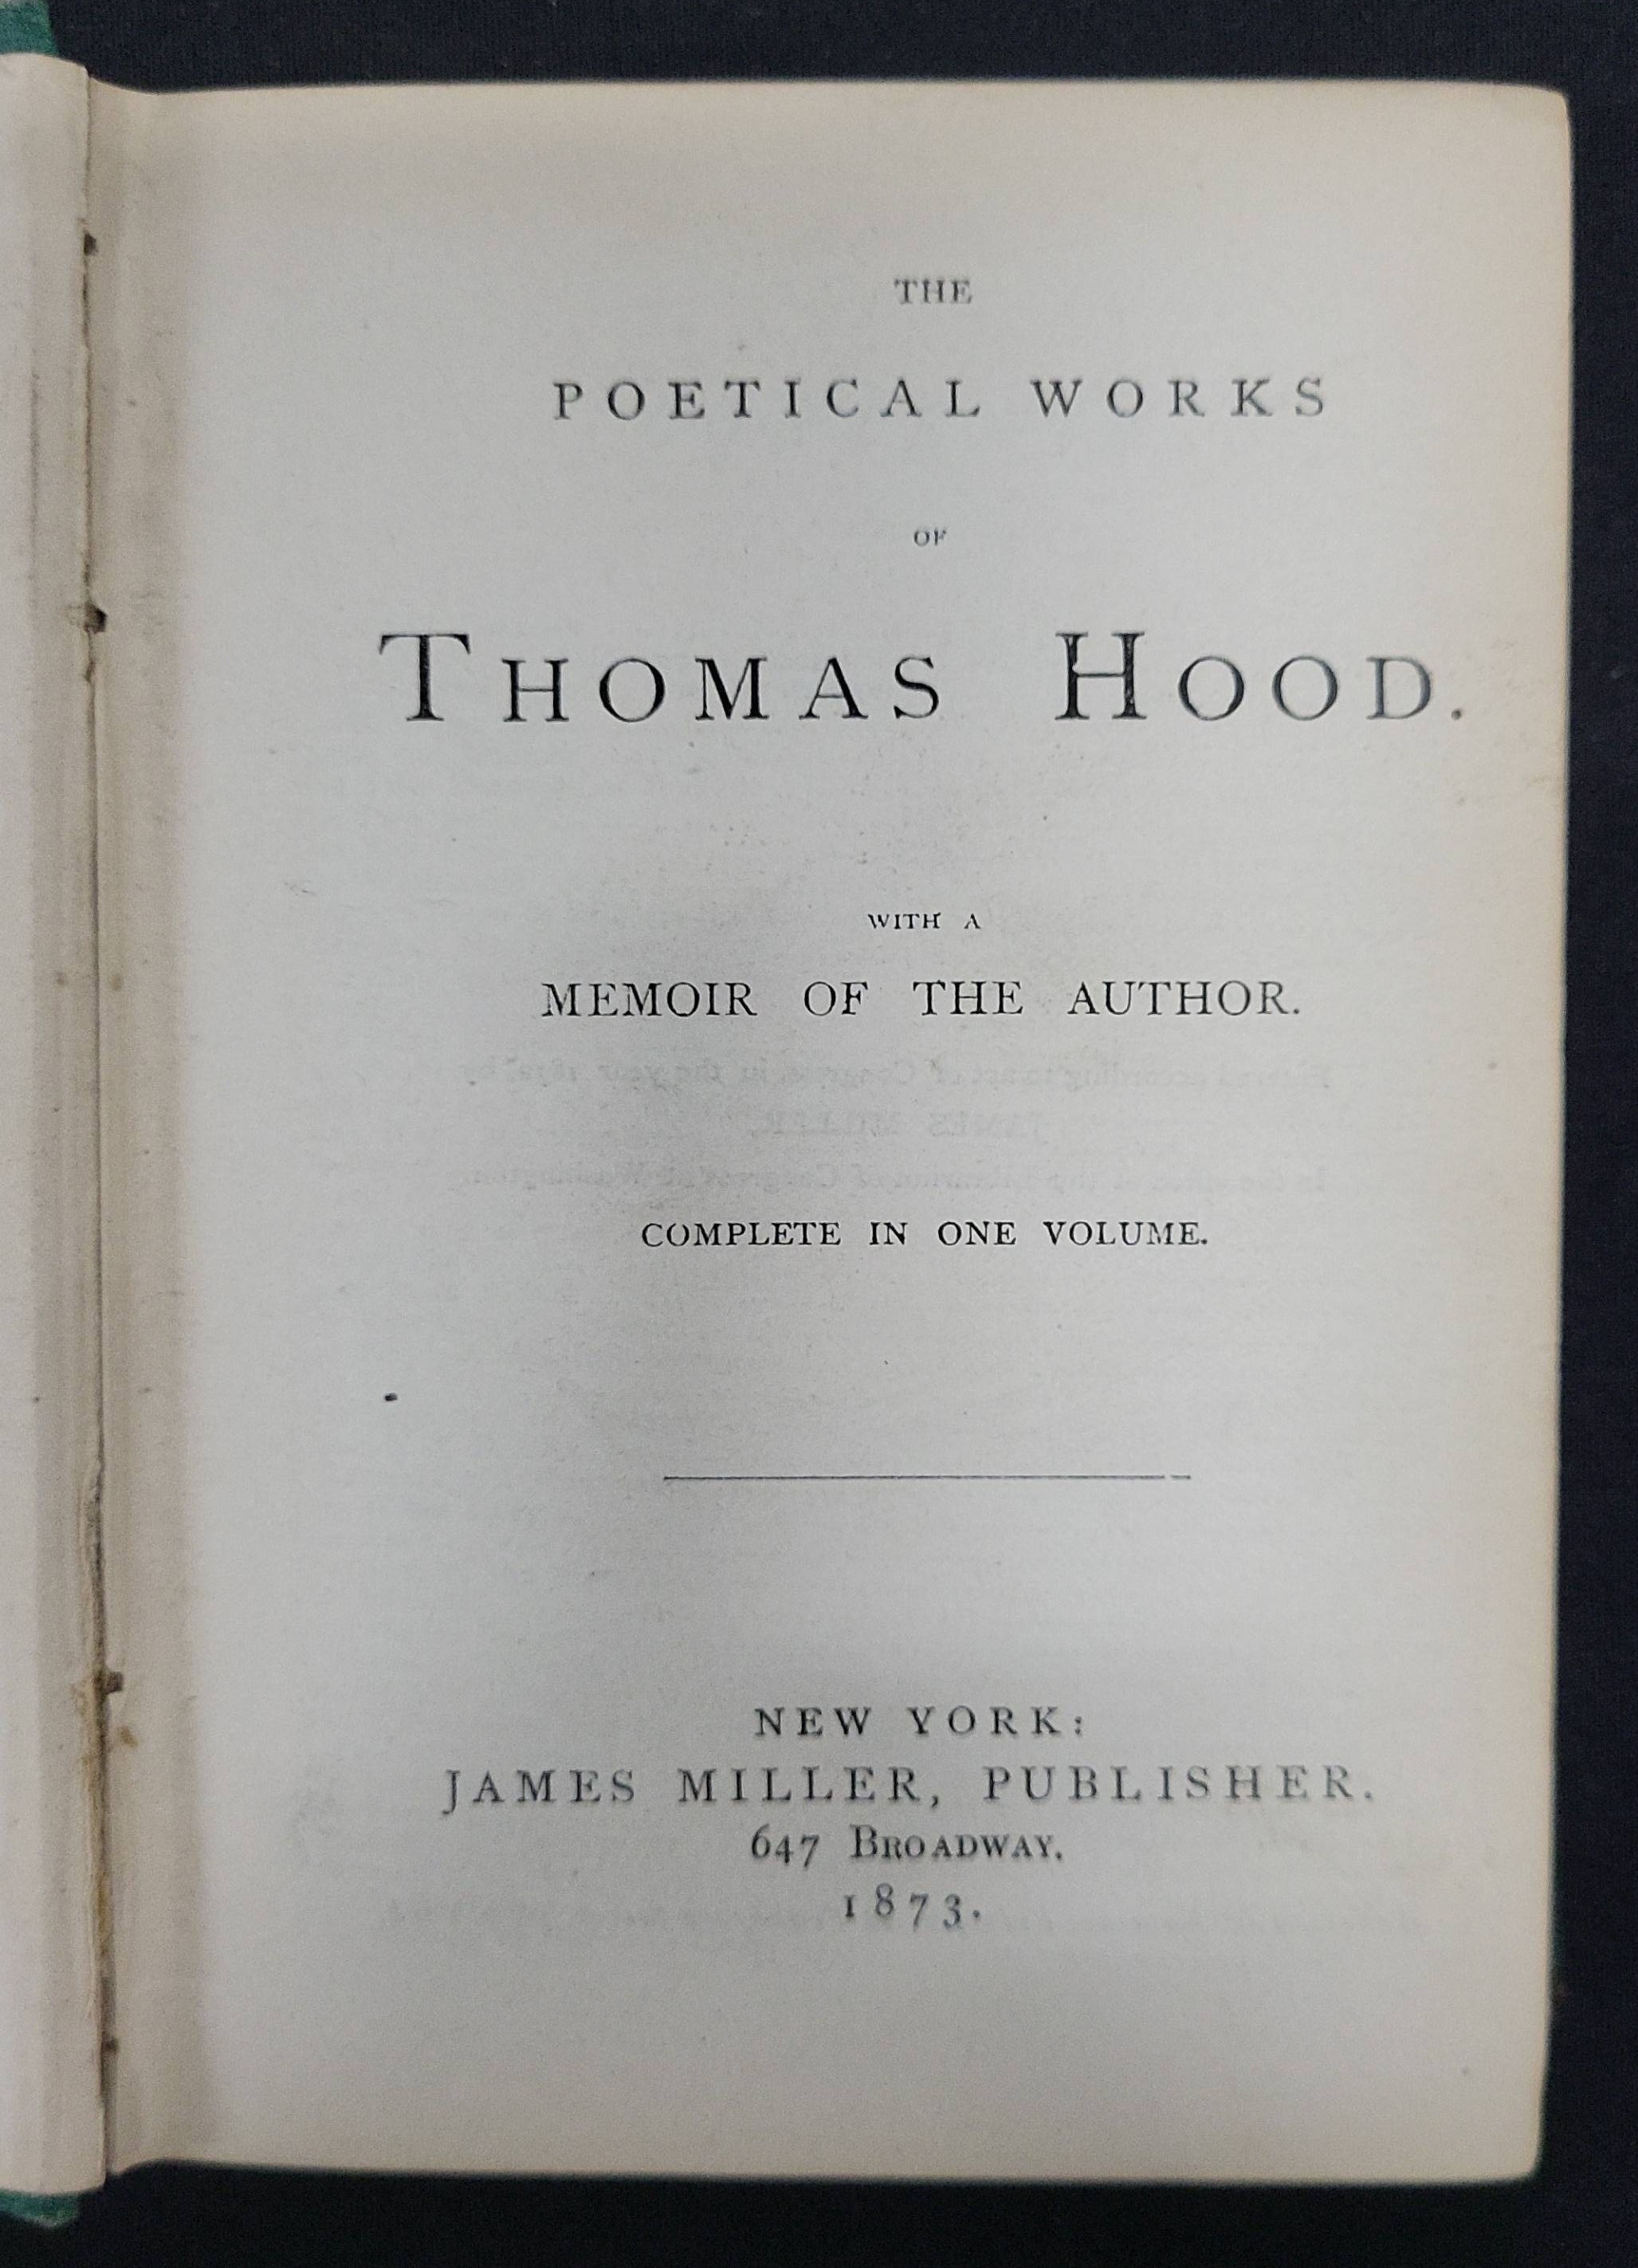 THE
POETICAL WORKS
OF
THOMAS HOOD.
WITH A
MEMOIR OF THE AUTHOR.
COMPLETE IN ONE VOLUME.
NEW YORK:
JAMES MILLER, PUBLISHER.
647 BROADWAY.
1873.